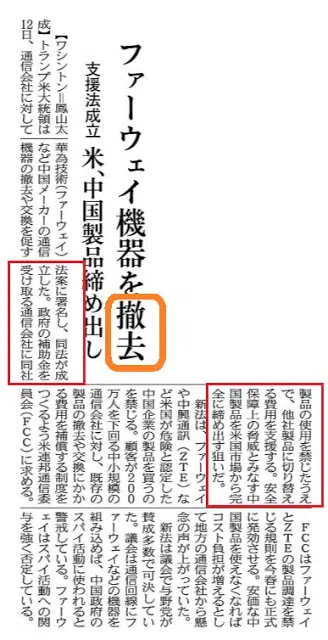 ファーウェイ機器を撤去
支援法成立 米、中国製品締め出し
【ワシントン＝鳳山太
成】トランプ米大統領は
12日、通信会社に対して
華為技術（ファーウェイ）
など中国メーカーの通信
機器の撤去や交換を促す
法案に署名し、同法が成
立した。政府の補助金を
受け取る通信会社に同社
製品の使用を禁じたうえ
で、他社製品に切り替え
る費用を支援する。安全
保障上の脅威とみなす中
国製品を米国市場から完
全に締め出す狙いだ。
新法は、ファーウェイ
や中興通訊（ZTE）な
ど米国が危険と認定した
中国企業の製品を買うの
を禁じる。顧客が200
万人を下回る中小規模の
通信会社に対し、既存の
製品の撤去や交換にかか
る費用を補償する制度を
つくるよう米連邦通信委
員会（FCC）に求める。
FCCはファーウェイ
とZTEの製品調達を禁
じる規則を今春にも正式
に発効させる。安価な中
国製品を使えなくなれば
コスト負担が増えるとし
て地方の通信会社から懸
念の声が上がっていた。
新法は議会で与野党が
賛成多数で可決してい
た。議会は通信回線にフ
ァーウェイなどの機器を
組み込めば、中国政府の
スパイ活動に使われると
警戒している。ファーウ
ェイはスパイ活動への関
与を強く否定している。